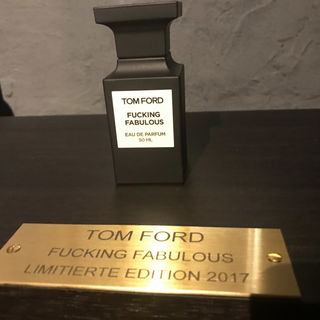 TOM FORD
FUCKING
FABULOUS
EAU DE PARFUM
50 ML
TOM FORD
FUCKING FABULOUS
LIMITIERTE EDITION 2017